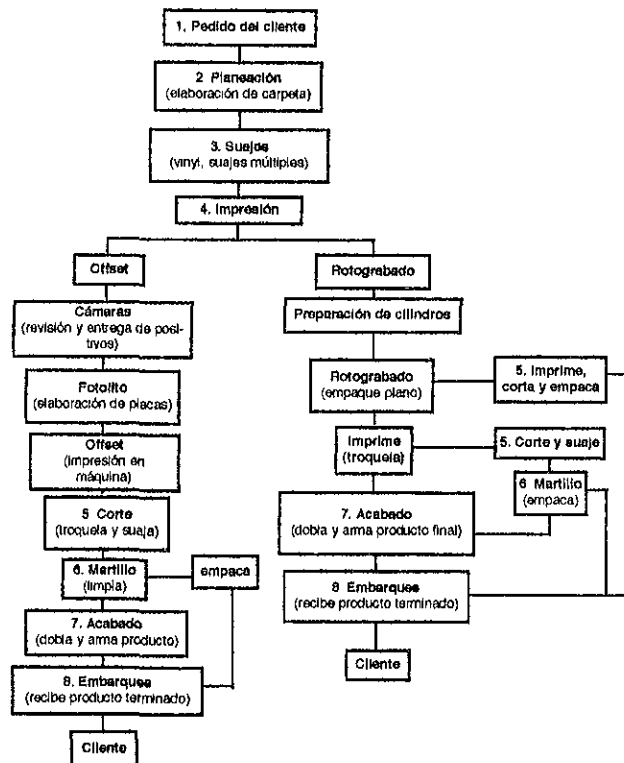 1. Pedido del cliente
2 Planeación
(elaboración de carpeta)
3. Suajes
(vinyl, suajes múltiples)
4. Impresión
Offset
Cámaras
(revisión y entrega de posi-
tivos)
Fotolito
(elaboración de placas)
Offset
(impresión en
máquina)
5 Corte
(troquela y suaja)
6. Martillo
(limpia)
empaca
7. Acabado
(dobla y arma producto)
8. Embarques
(recibe producto terminado)
Cliente
Rotograbado
Preparación de cilindros
Rotograbado
(empaque plano)
5. Imprime,
corta y empaca
Imprime
(troquela)
5. Corte y suaje
6 Martillo
(empaca)
7. Acabado
(dobla y arma producto final)
8 Embarques
(recibe producto terminado)
Cliente